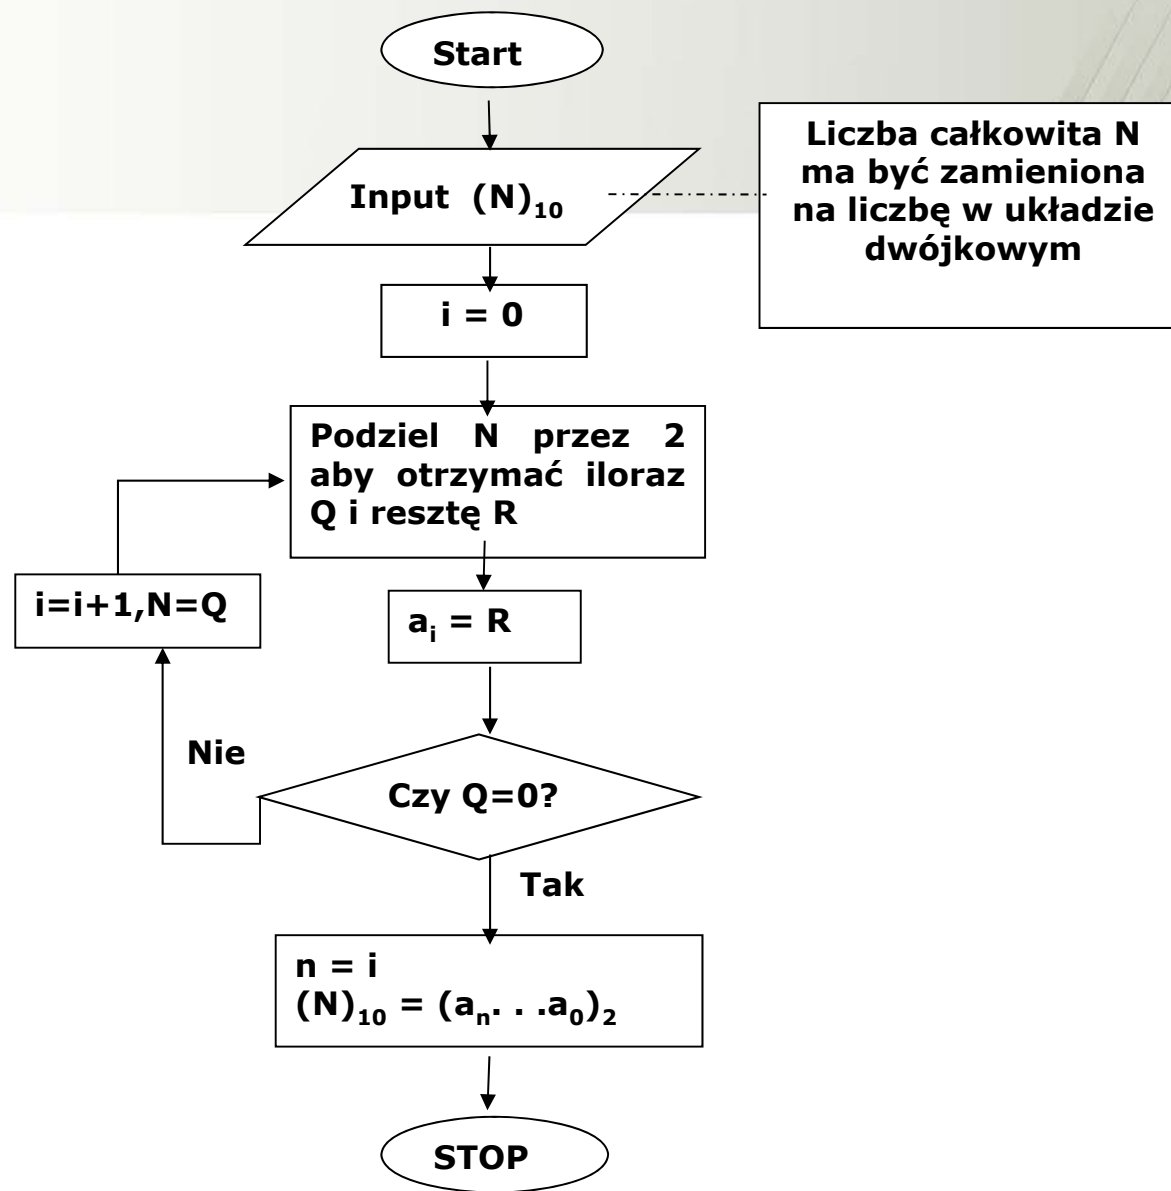 Start
Input (N)₁₀
Liczba całkowita N
ma być zamieniona
na liczbę w układzie
dwójkowym
i = 0
Podziel N przez 2
aby otrzymać iloraz
Q i resztę R
i=i+1,N=Q
aᵢ = R
Nie
Czy Q=0?
Tak
n = i
(N)₁₀ = (aₙ. . .a₀)₂
STOP